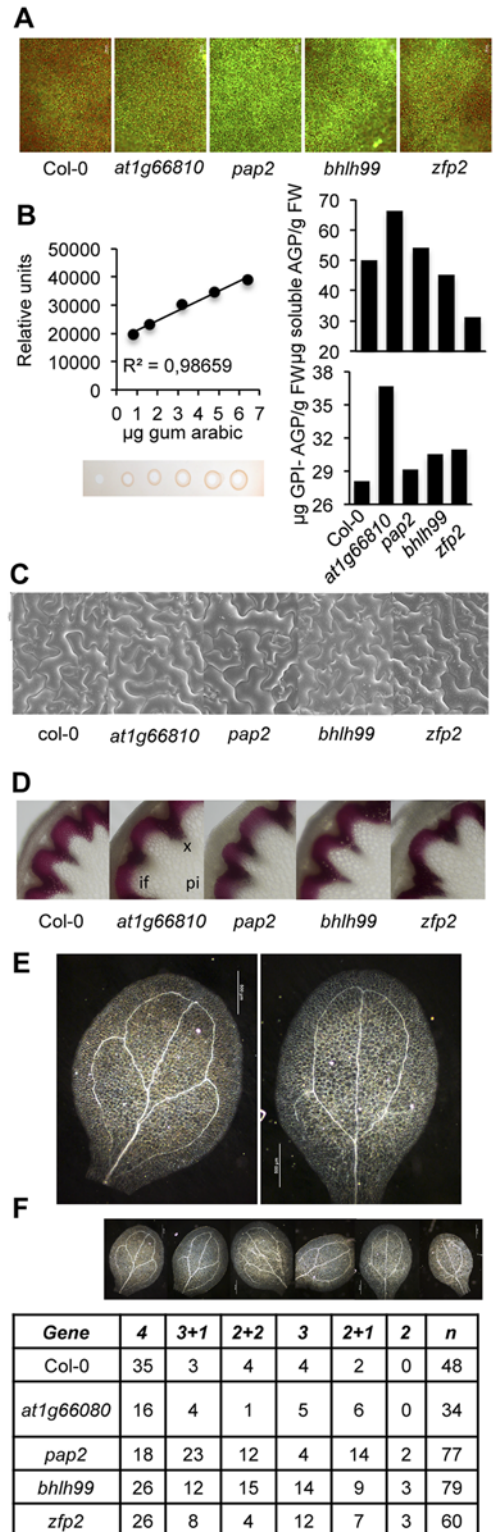 A
Col-0 at1g66810 pap2 bhlh99 zfp2
B
Relative units
50000
40000
30000
20000
10000
0
R² = 0,98659
0 1 2 3 4 5 6 7
µg gum arabic
µg soluble AGP/g FW
70
60
50
40
30
20
µg GPI- AGP/g FW
38
35
32
29
26
Col-0 at1g66810 pap2 bhlh99 zfp2
C
col-0 at1g66810 pap2 bhlh99 zfp2
D
x
if pi
Col-0 at1g66810 pap2 bhlh99 zfp2
E
F
Gene 4 3+1 2+2 3 2+1 2 n
Col-0 35 3 4 4 2 0 48
at1g66080 16 4 1 5 6 0 34
pap2 18 23 12 4 14 2 77
bhlh99 26 12 15 14 9 3 79
zfp2 26 8 4 12 7 3 60